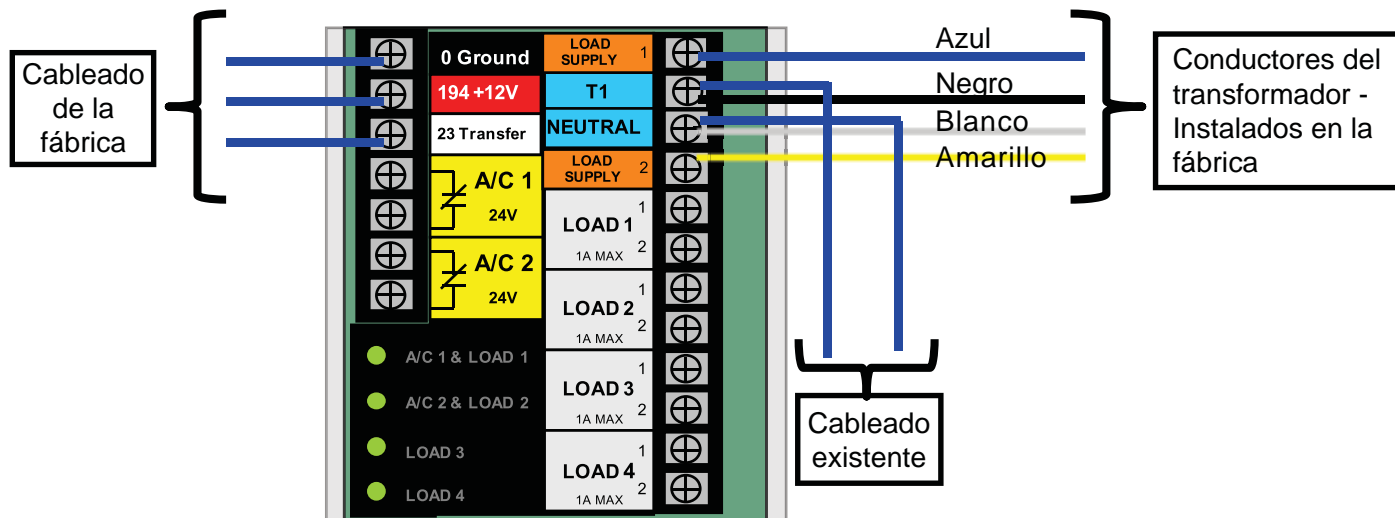 Cableado
de la
fábrica
0 Ground
194 +12V
23 Transfer
A/C 1
24V
A/C 2
24V
LOAD
SUPPLY 1
T1
NEUTRAL
LOAD
SUPPLY 2
1
LOAD 1
1A MAX 2
1
LOAD 2
1A MAX 2
1
LOAD 3
1A MAX 2
1
LOAD 4
1A MAX 2
A/C 1 & LOAD 1
A/C 2 & LOAD 2
LOAD 3
LOAD 4
Azul
Negro
Blanco
Amarillo
Conductores del
transformador -
Instalados en la
fábrica
Cableado
existente